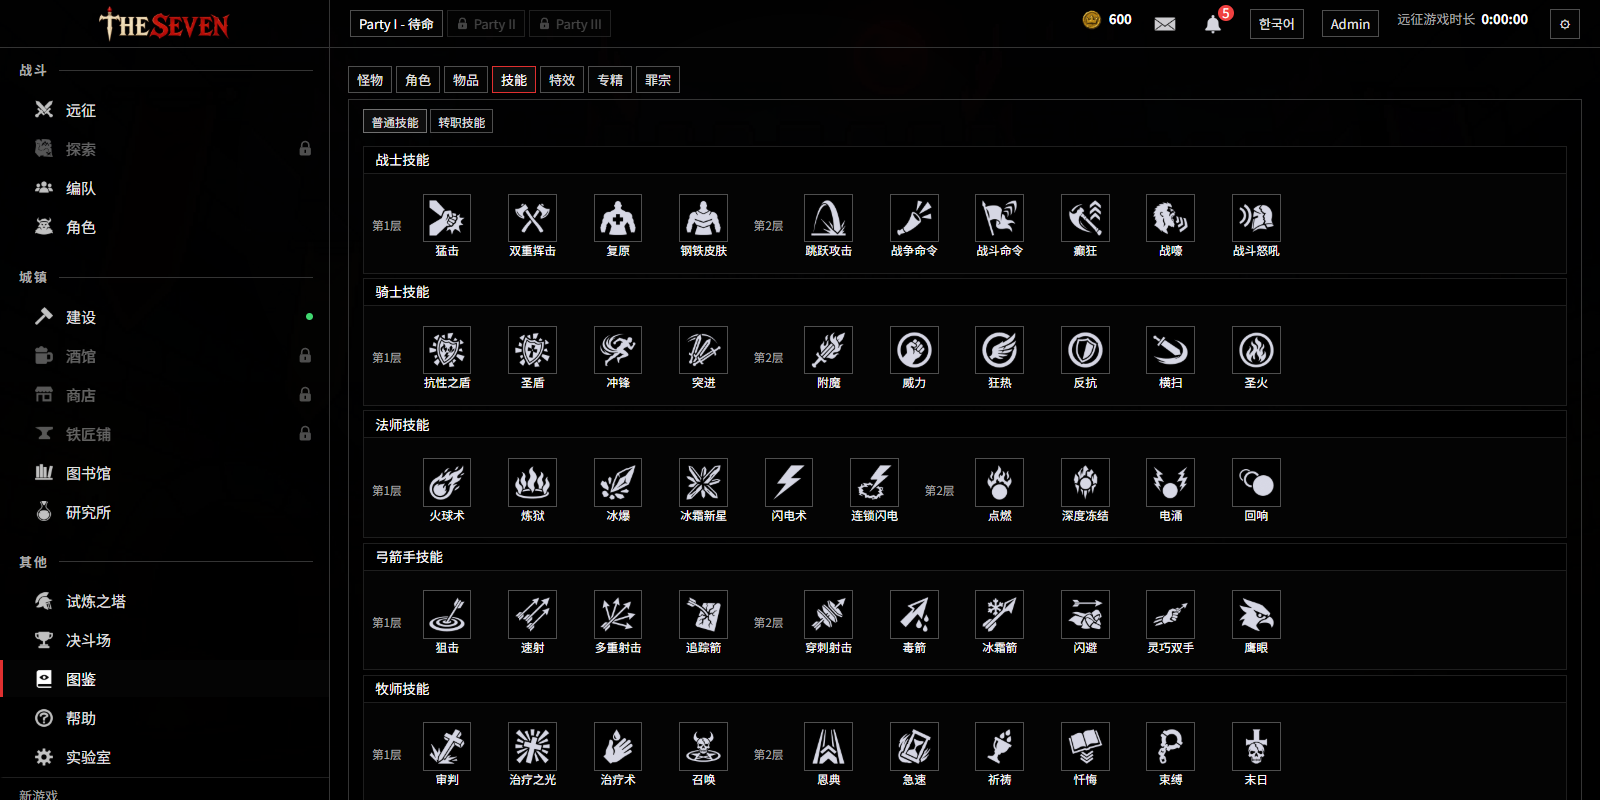 THE SEVEN
Party I - 待命
Party II
Party III
600
5
한국어
Admin
远征游戏时长 0:00:00
战斗
远征
探索
编队
角色
城镇
建设
酒馆
商店
铁匠铺
图书馆
研究所
其他
试炼之塔
决斗场
图鉴
帮助
实验室
新游戏
怪物 角色 物品 技能 特效 专精 罪宗
普通技能 转职技能
战士技能
第1层 猛击 双重挥击 复原 钢铁皮肤 第2层 跳跃攻击 战争命令 战斗命令 癫狂 战嚎 战斗怒吼
骑士技能
第1层 抗性之盾 圣盾 冲锋 突进 第2层 附魔 威力 狂热 反抗 横扫 圣火
法师技能
第1层 火球术 炼狱 冰爆 冰霜新星 闪电术 连锁闪电 第2层 点燃 深度冻结 电涌 回响
弓箭手技能
第1层 狙击 速射 多重射击 追踪箭 第2层 穿刺射击 毒箭 冰霜箭 闪避 灵巧双手 鹰眼
牧师技能
第1层 审判 治疗之光 治疗术 召唤 第2层 恩典 急速 祈祷 忏悔 束缚 末日